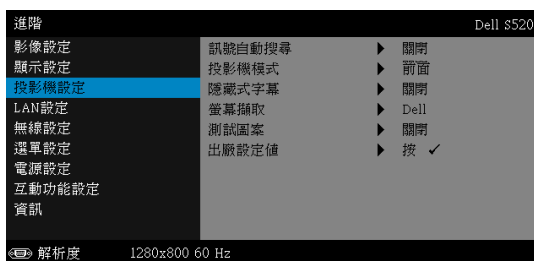 進階 Dell S520
影像設定
顯示設定
投影機設定
LAN設定
無線設定
選單設定
電源設定
互動功能設定
資訊
訊號自動搜尋 ▶ 關閉
投影機模式 ▶ 前面
隱藏式字幕 ▶ 關閉
螢幕擷取 ▶ Dell
測試圖案 ▶ 關閉
出廠設定值 ▶ 按 ✓
解析度 1280x800 60 Hz